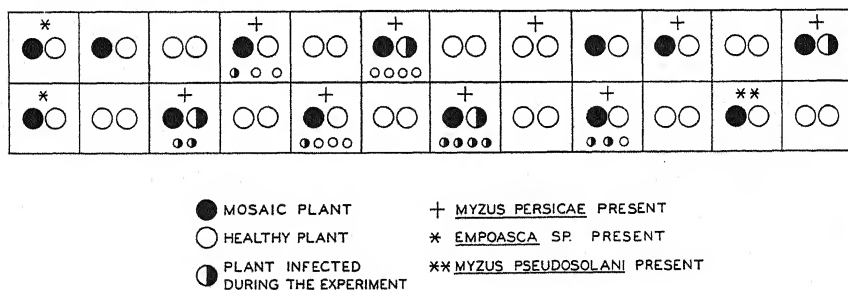 * + + + + +
* + + + + **
MOSAIC PLANT
HEALTHY PLANT
PLANT INFECTED
DURING THE EXPERIMENT
+ MYZUS PERSICAE PRESENT
* EMPOASCA SP. PRESENT
** MYZUS PSEUDOSOLANI PRESENT